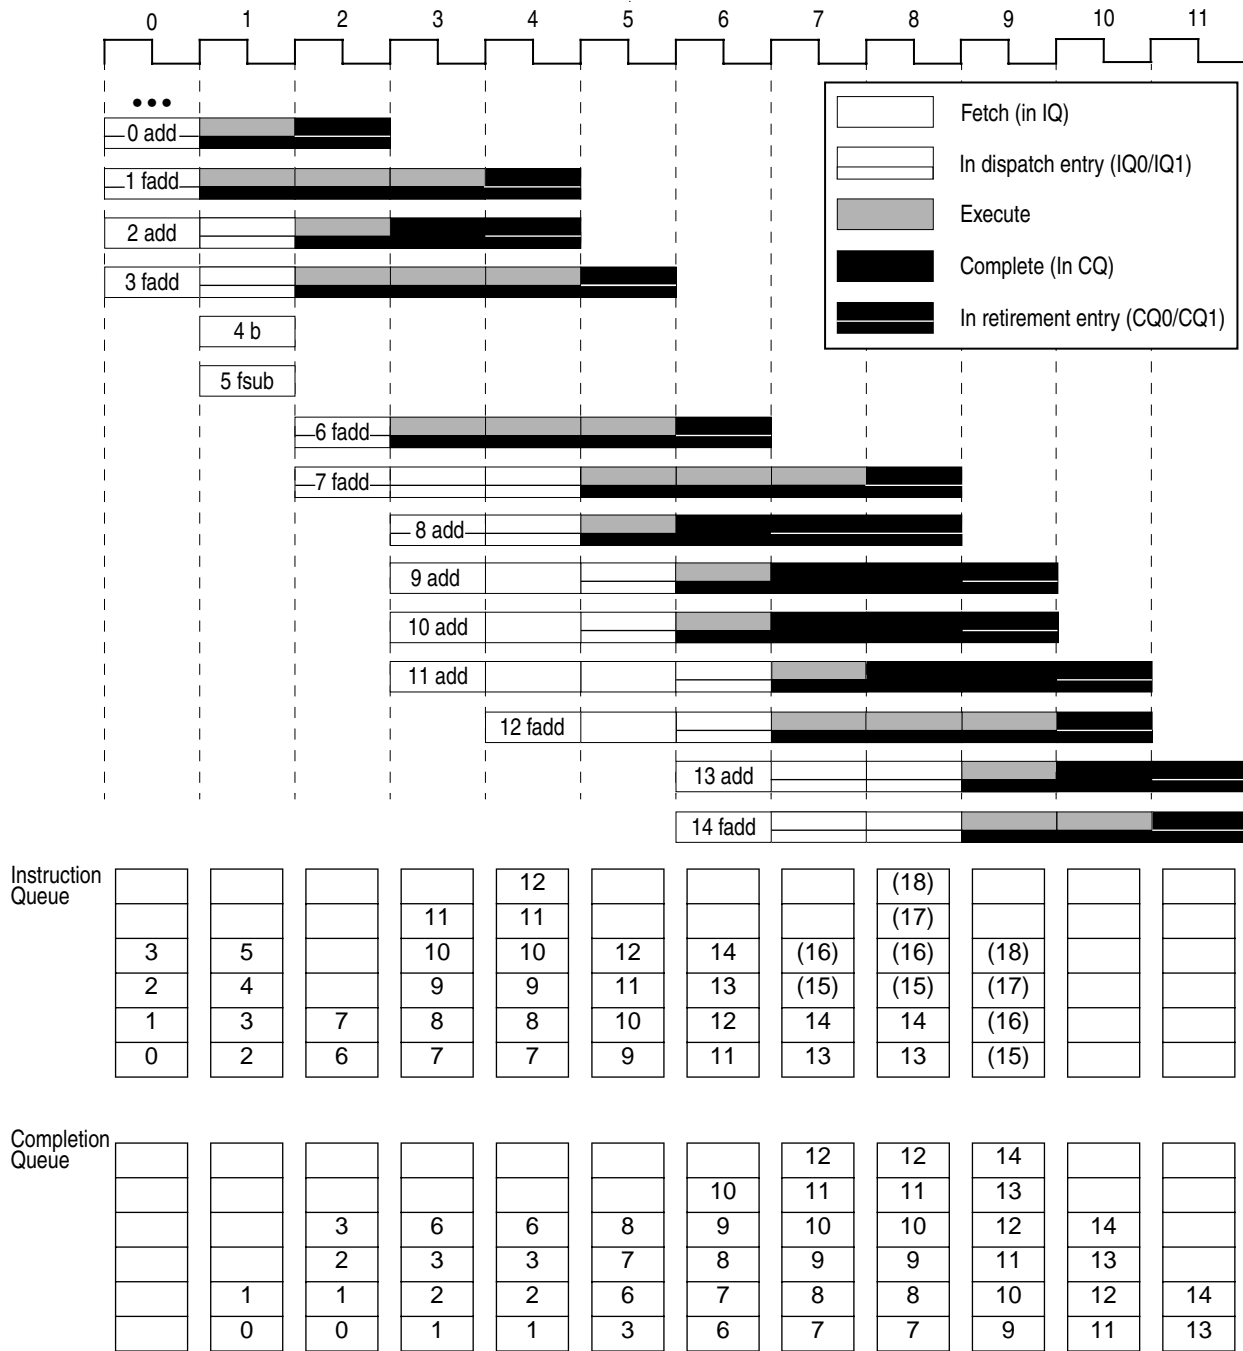 0 1 2 3 4 5 6 7 8 9 10 11
•••
0 add
Fetch (in IQ)
In dispatch entry (IQ0/IQ1)
1 fadd
Execute
2 add
Complete (In CQ)
3 fadd
In retirement entry (CQ0/CQ1)
4 b
5 fsub
6 fadd
7 fadd
8 add
9 add
10 add
11 add
12 fadd
13 add
14 fadd
Instruction
Queue
12 (18)
11 11 (17)
3 5 10 10 12 14 (16) (16) (18)
2 4 9 9 11 13 (15) (15) (17)
1 3 7 8 8 10 12 14 14 (16)
0 2 6 7 7 9 11 13 13 (15)
Completion
Queue
12 12 14
10 11 11 13
3 6 6 8 9 10 10 12 14
2 3 3 7 8 9 9 11 13
1 1 2 2 6 7 8 8 10 12 14
0 0 1 1 3 6 7 7 9 11 13